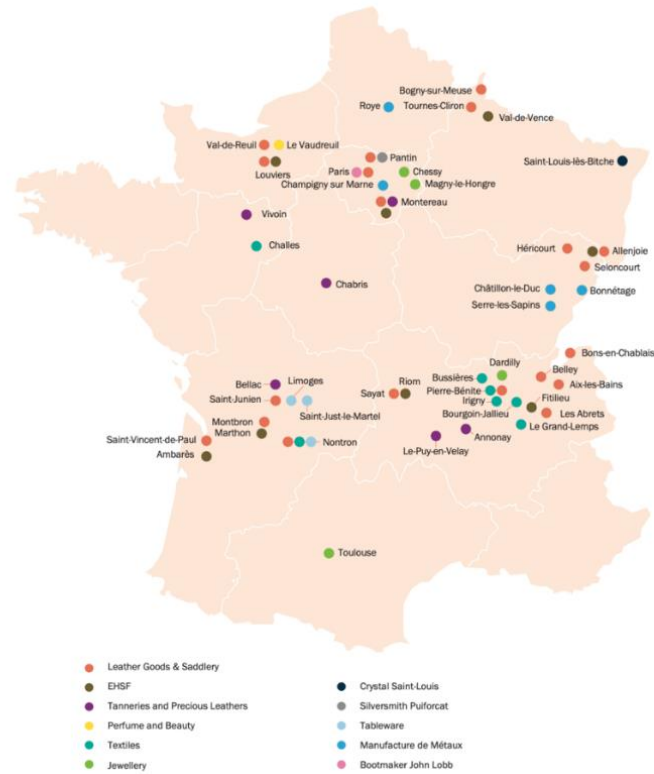 Bogny-sur-Meuse
Roye
Tournes-Cliron
Val-de-Vence
Val-de-Reuil
Le Vaudreuil
Louviers
Pantin
Paris
Chessy
Champigny sur Marne
Magny-le-Hongre
Montereau
Saint-Louis-lès-Bitche
Vivoin
Challes
Chabris
Héricourt
Allenjoie
Seloncourt
Châtillon-le-Duc
Bonnétage
Serre-les-Sapins
Bons-en-Chablais
Dardilly
Belley
Bussières
Aix-les-Bains
Pierre-Bénite
Fitilieu
Irigny
Les Abrets
Bourgoin-Jallieu
Le Grand-Lemps
Bellac
Limoges
Riom
Saint-Junien
Sayat
Saint-Just-le-Martel
Montbron
Marthon
Annonay
Saint-Vincent-de-Paul
Nontron
Le-Puy-en-Velay
Ambarès
Toulouse
Leather Goods & Saddlery
EHSF
Tanneries and Precious Leathers
Perfume and Beauty
Textiles
Jewellery
Crystal Saint-Louis
Silversmith Puiforcat
Tableware
Manufacture de Métaux
Bootmaker John Lobb